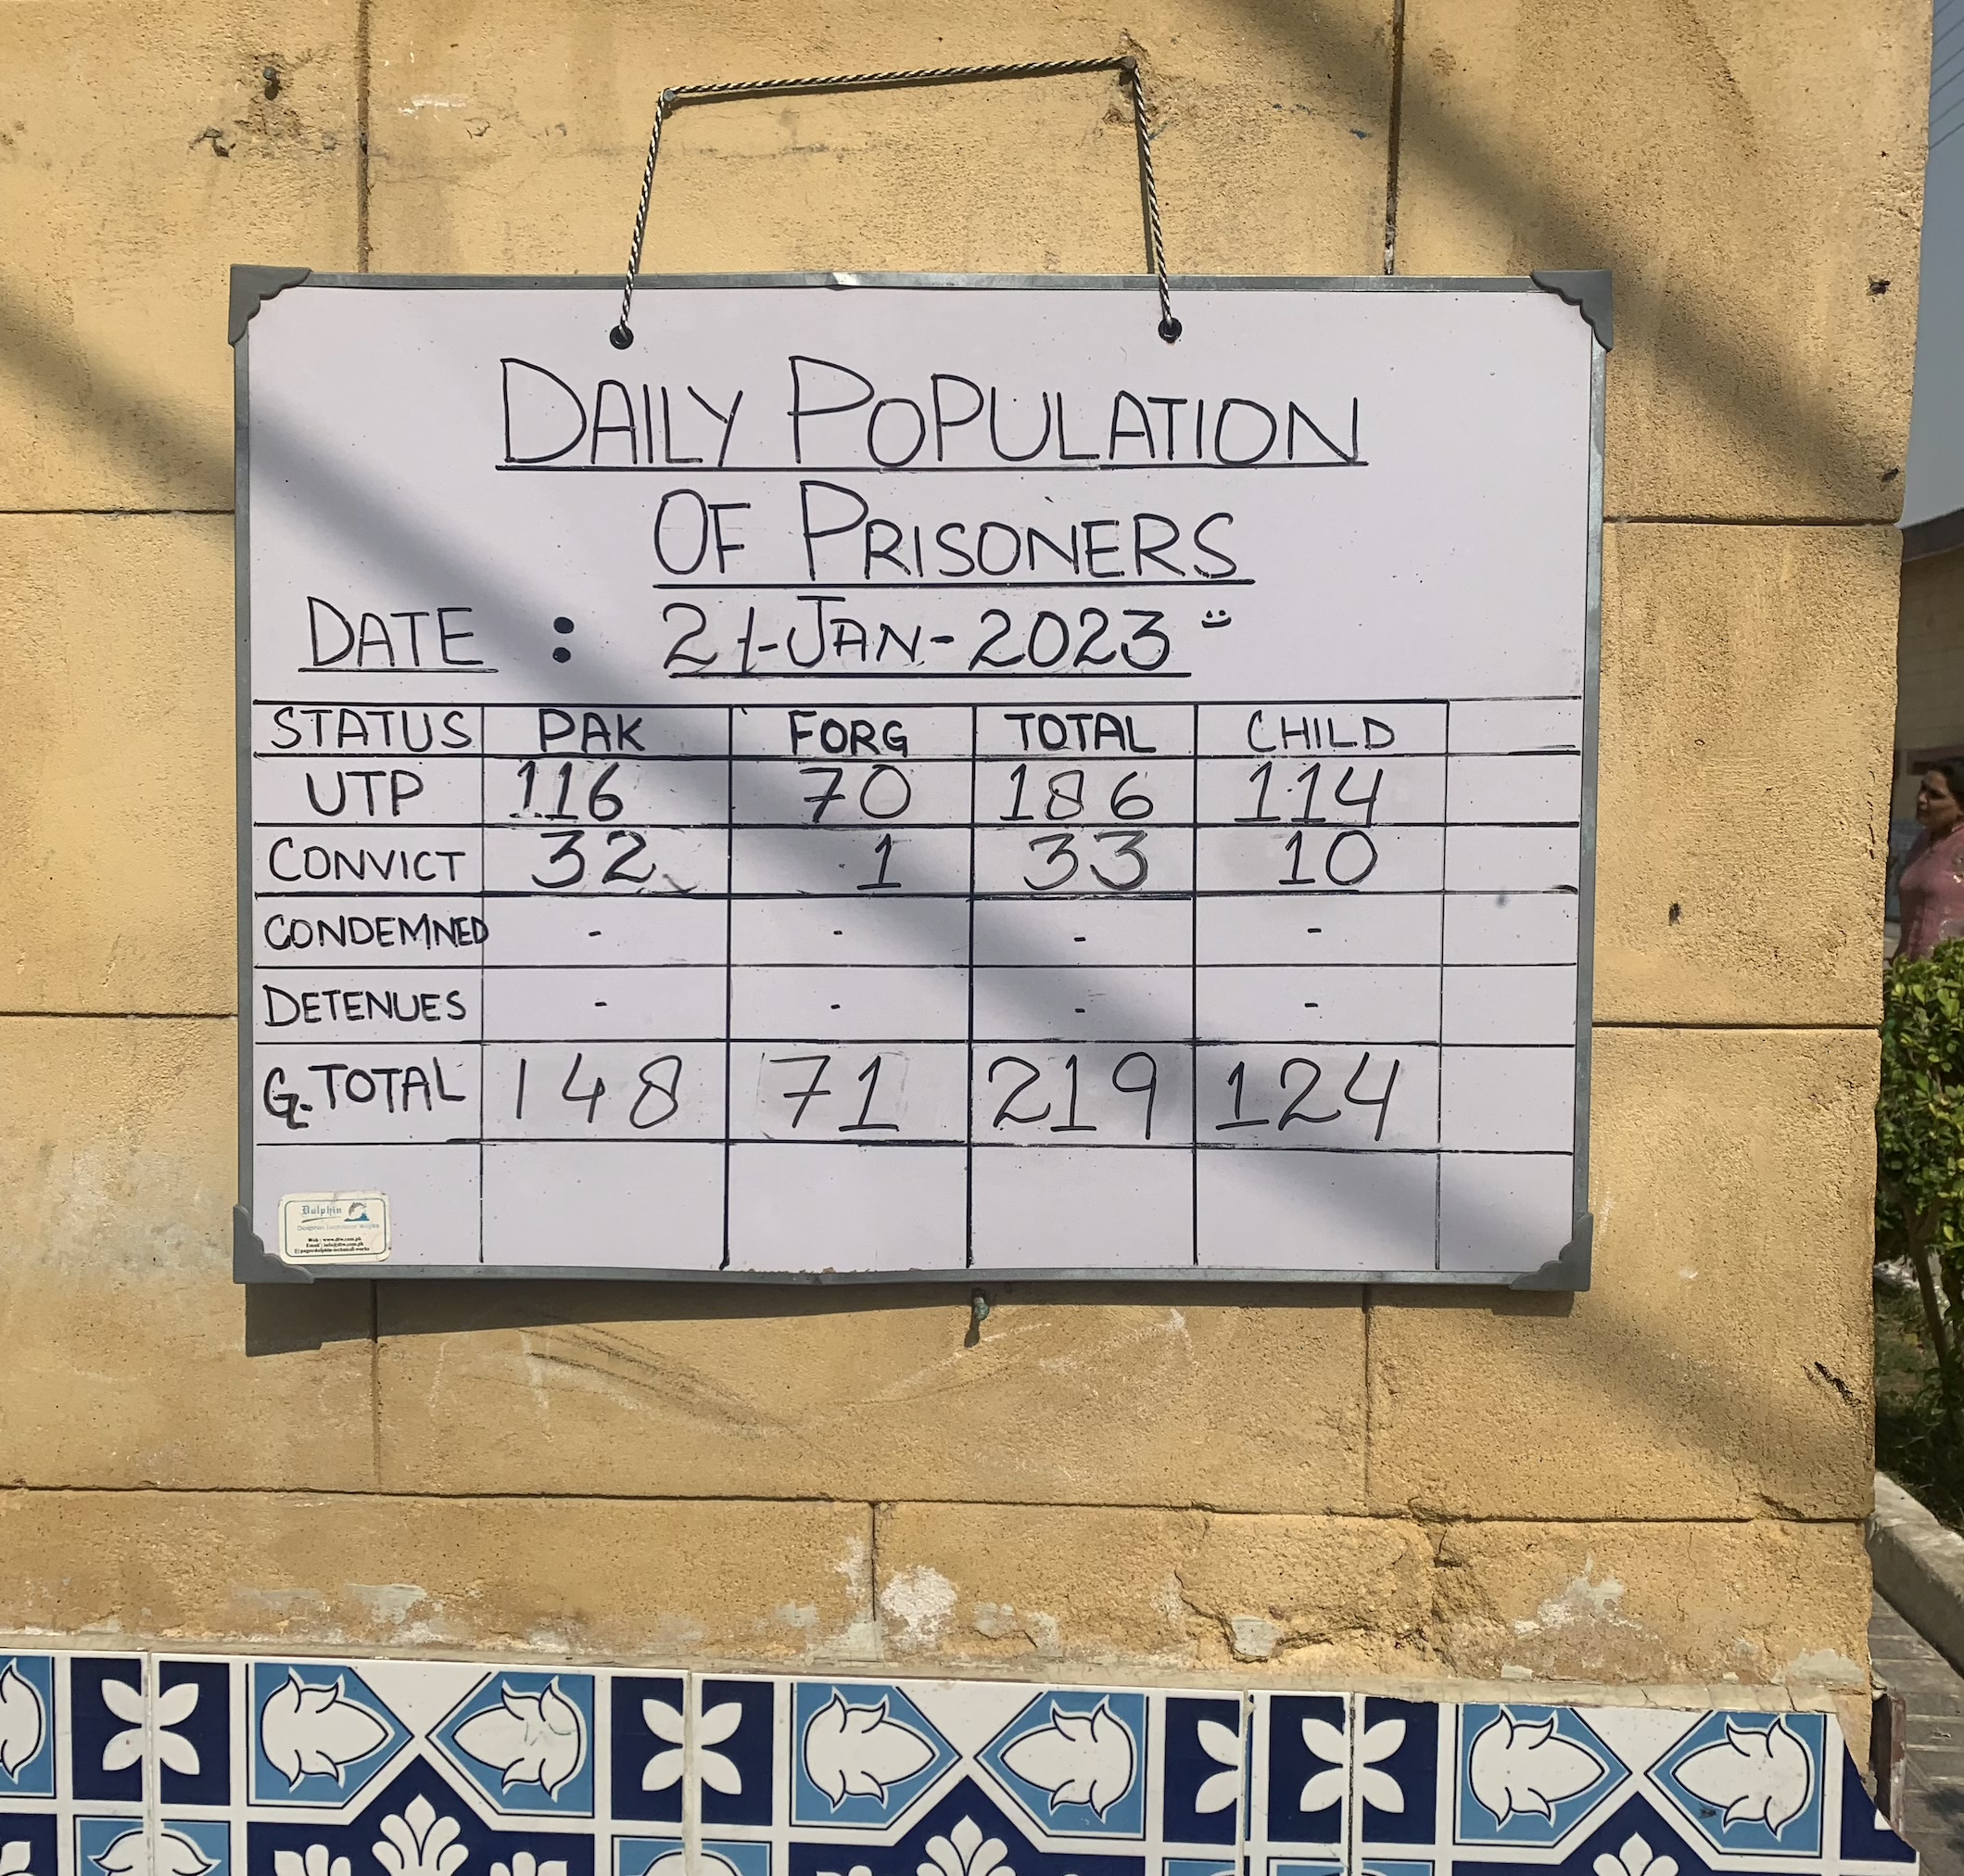 DAILY POPULATION
OF PRISONERS
DATE : 21-JAN-2023
STATUS PAK FORG TOTAL CHILD
UTP 116 70 186 114
CONVICT 32 1 33 10
CONDEMNED - - - -
DETENUES - - - -
G.TOTAL 148 71 219 124
Dolphin